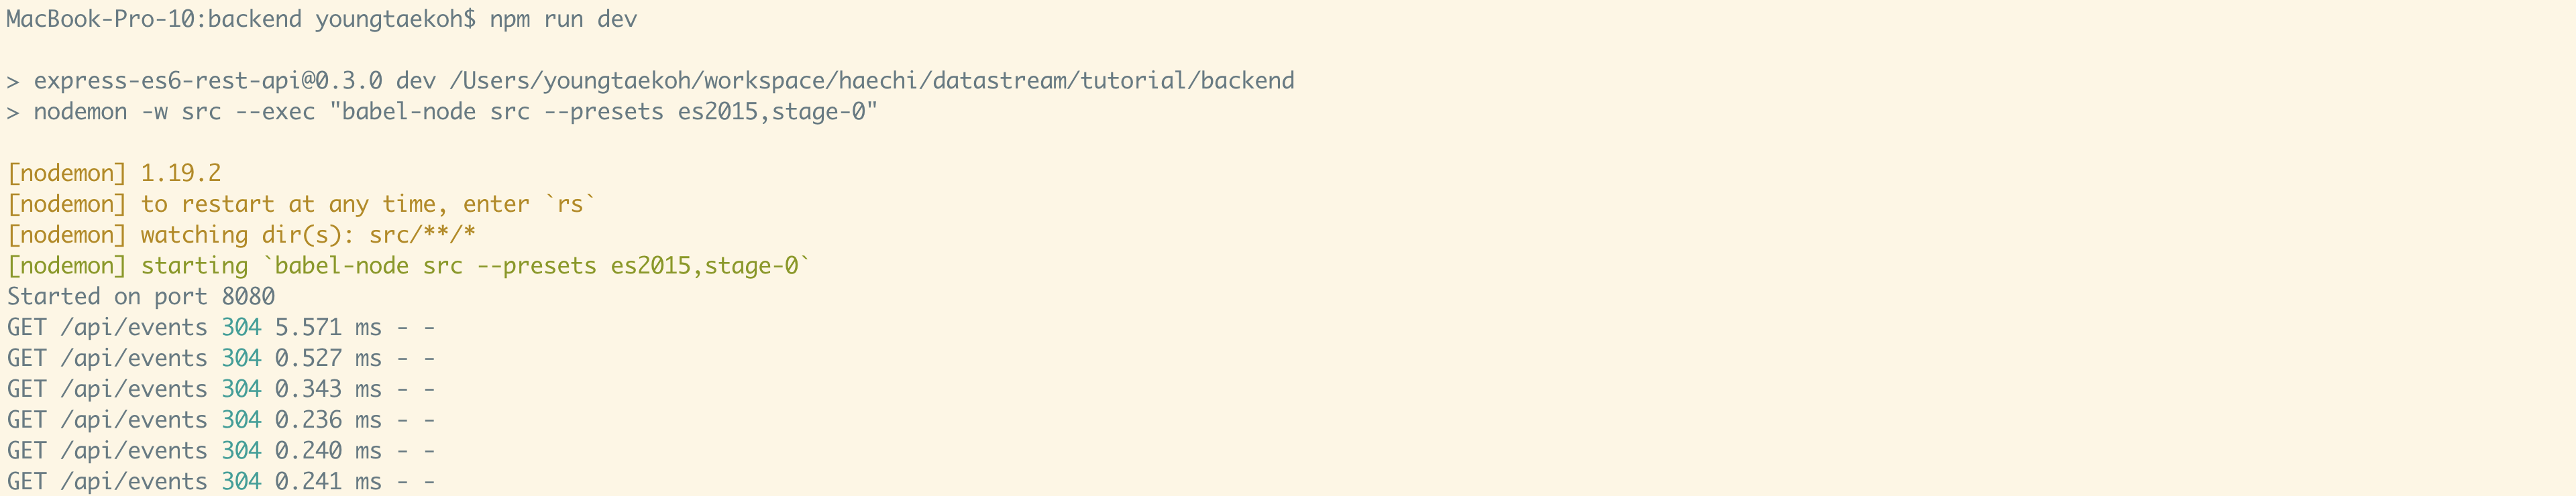 MacBook-Pro-10:backend youngtaekoh$ npm run dev
> express-es6-rest-api@0.3.0 dev /Users/youngtaekoh/workspace/haechi/datastream/tutorial/backend
> nodemon -w src --exec "babel-node src --presets es2015,stage-0"
[nodemon] 1.19.2
[nodemon] to restart at any time, enter `rs`
[nodemon] watching dir(s): src/**/*
[nodemon] starting `babel-node src --presets es2015,stage-0`
Started on port 8080
GET /api/events 304 5.571 ms - -
GET /api/events 304 0.527 ms - -
GET /api/events 304 0.343 ms - -
GET /api/events 304 0.236 ms - -
GET /api/events 304 0.240 ms - -
GET /api/events 304 0.241 ms - -